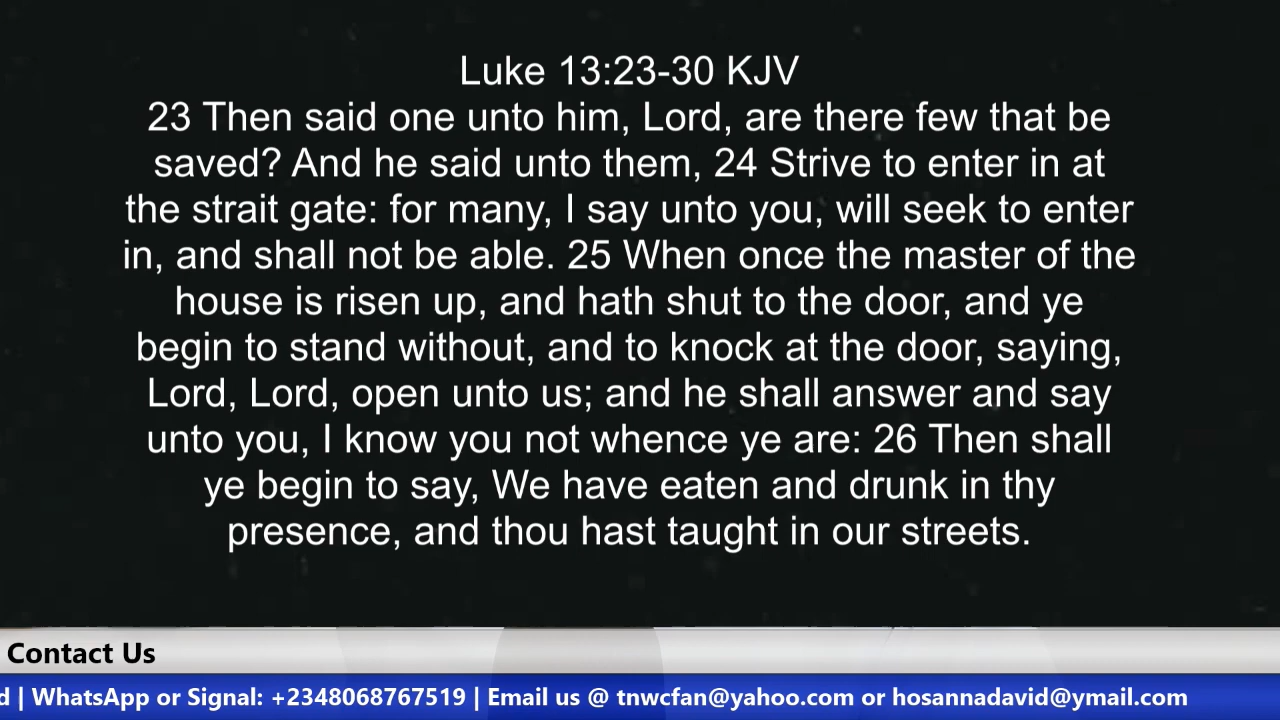 Luke 13:23-30 KJV
23 Then said one unto him, Lord, are there few that be
saved? And he said unto them, 24 Strive to enter in at
the strait gate: for many, I say unto you, will seek to enter
in, and shall not be able. 25 When once the master of the
house is risen up, and hath shut to the door, and ye
begin to stand without, and to knock at the door, saying,
Lord, Lord, open unto us; and he shall answer and say
unto you, I know you not whence ye are: 26 Then shall
ye begin to say, We have eaten and drunk in thy
presence, and thou hast taught in our streets.
Contact Us
d | WhatsApp or Signal: +2348068767519 | Email us @ tnwcfan@yahoo.com or hosannadavid@ymail.com